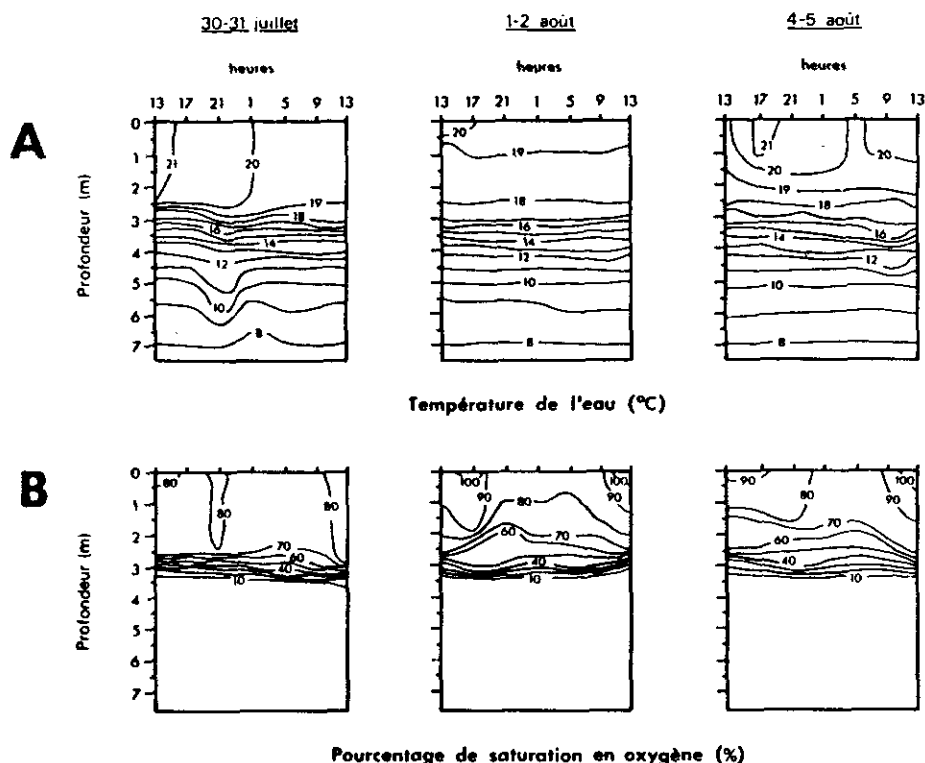 30-31 juillet 1-2 août 4-5 août
heures heures heures
13 17 21 1 5 9 13 13 17 21 1 5 9 13 13 17 21 1 5 9 13
A
Profondeur (m)
0
1
2
3
4
5
6
7
21 20 19 18 16 14 12 10 8
20 19 18 16 14 12 10 8
21 20 20 19 18 16 14 12 10 8
Température de l'eau (°C)
B
Profondeur (m)
0
1
2
3
4
5
6
7
80 80 80 70 60 40 10
100 90 80 100 90 60 70 40 10
90 80 100 90 70 60 40 10
Pourcentage de saturation en oxygène (%)